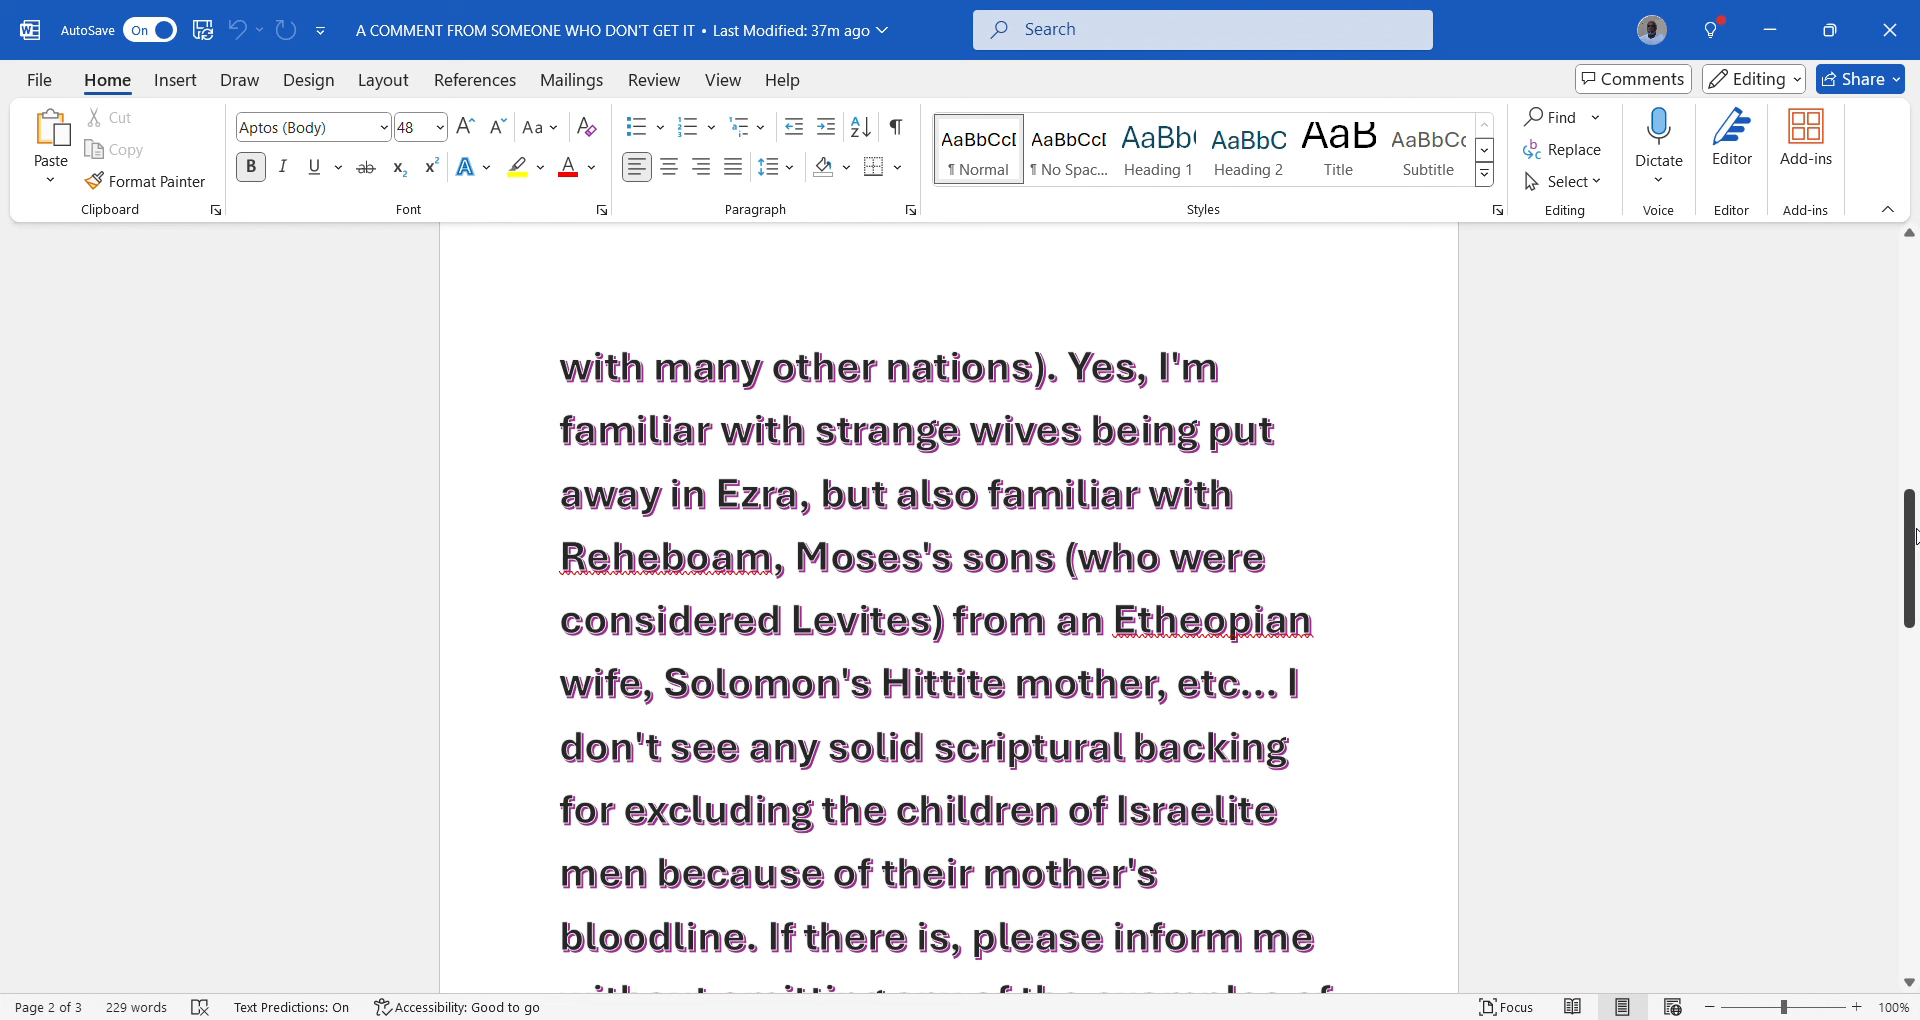 AutoSave On A COMMENT FROM SOMEONE WHO DON'T GET IT • Last Modified: 37m ago Search
File Home Insert Draw Design Layout References Mailings Review View Help Comments Editing Share
Paste
Cut
Copy
Format Painter
Clipboard
Aptos (Body) 48
Font
Paragraph
AaBbCcI AaBbCcI AaBb( AaBbC AaB AaBbCc
¶ Normal ¶ No Spac... Heading 1 Heading 2 Title Subtitle
Styles
Find
Replace
Select
Editing
Dictate
Voice
Editor
Editor
Add-ins
Add-ins
with many other nations). Yes, I'm
familiar with strange wives being put
away in Ezra, but also familiar with
Reheboam, Moses's sons (who were
considered Levites) from an Etheopian
wife, Solomon's Hittite mother, etc... I
don't see any solid scriptural backing
for excluding the children of Israelite
men because of their mother's
bloodline. If there is, please inform me
Page 2 of 3 229 words Text Predictions: On Accessibility: Good to go Focus 100%